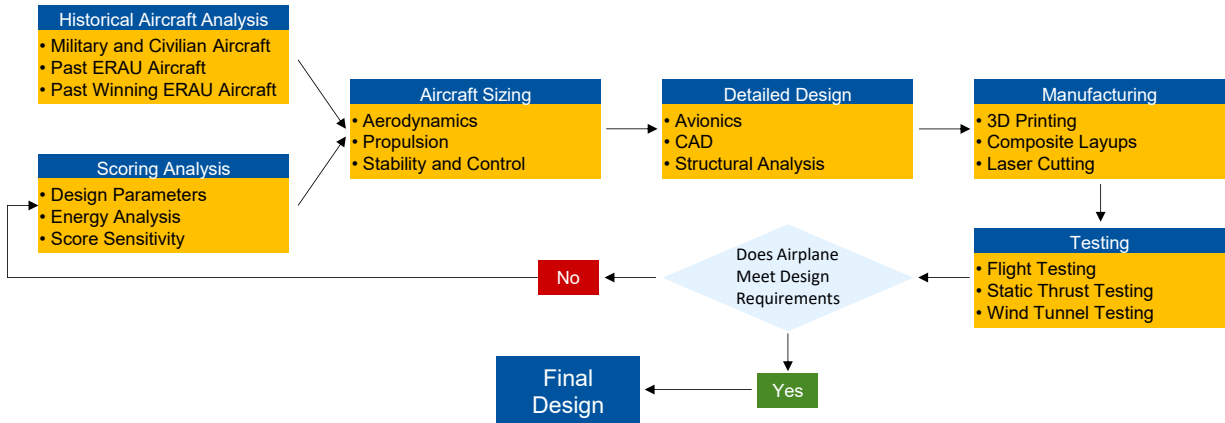 Historical Aircraft Analysis
• Military and Civilian Aircraft
• Past ERAU Aircraft
• Past Winning ERAU Aircraft
Scoring Analysis
• Design Parameters
• Energy Analysis
• Score Sensitivity
Aircraft Sizing
• Aerodynamics
• Propulsion
• Stability and Control
Detailed Design
• Avionics
• CAD
• Structural Analysis
Manufacturing
• 3D Printing
• Composite Layups
• Laser Cutting
Testing
• Flight Testing
• Static Thrust Testing
• Wind Tunnel Testing
Does Airplane
Meet Design
Requirements
No
Yes
Final
Design